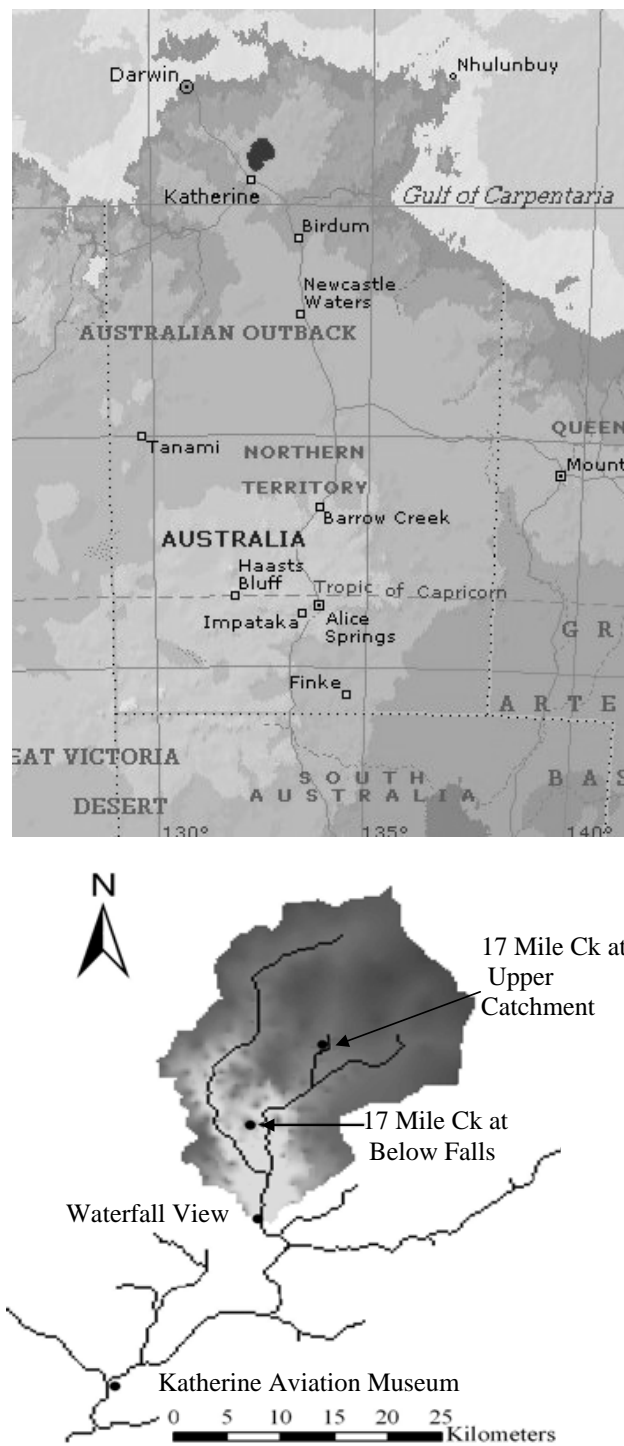 Darwin
Nhulunbuy
Katherine
Gulf of Carpentaria
Birdum
Newcastle
Waters
AUSTRALIAN OUTBACK
QUEEN
Tanami
NORTHERN
Mount
TERRITORY
Barrow Creek
AUSTRALIA
Haasts
Bluff
Tropic of Capricorn
Impataka
Alice
Springs
G R
Finke
A R T E
EAT VICTORIA
DESERT
SOUTH
AUSTRALIA
B A S
130°
135°
140°
N
17 Mile Ck at
Upper
Catchment
17 Mile Ck at
Below Falls
Waterfall View
Katherine Aviation Museum
0 5 10 15 20 25
Kilometers